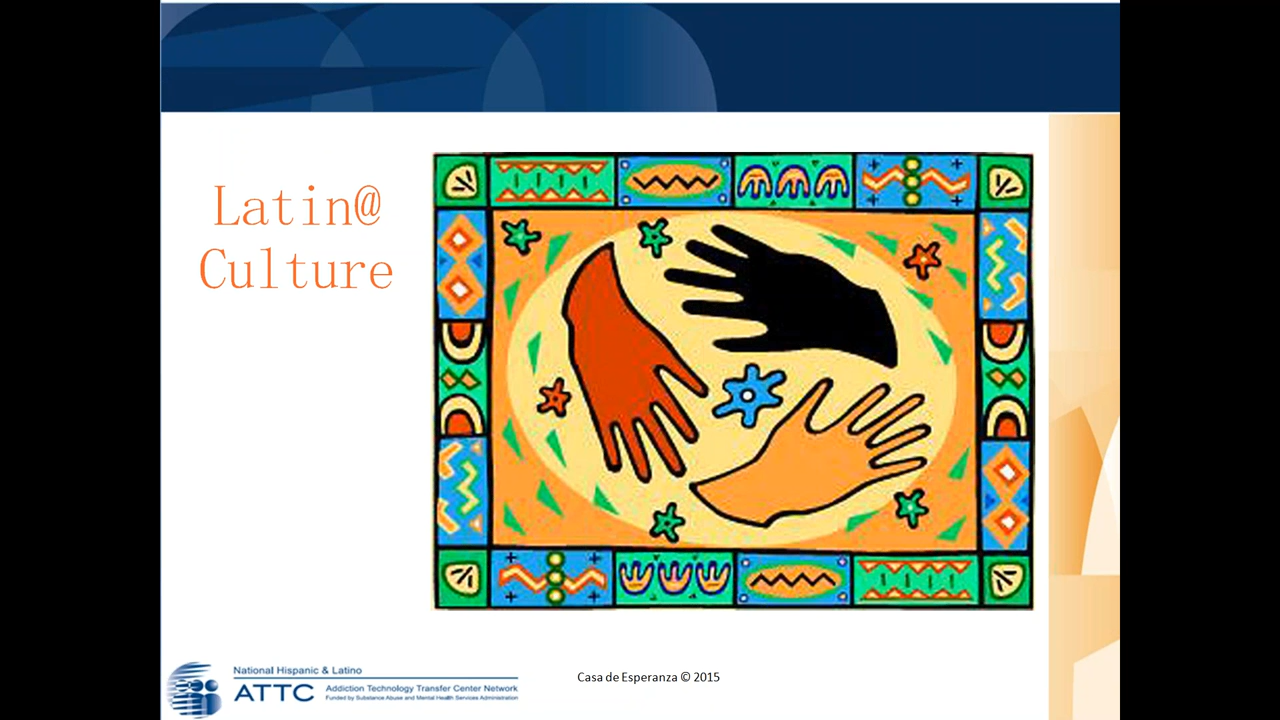 Latin@
Culture
National Hispanic & Latino
ATTC
Addiction Technology Transfer Center Network
Funded by Substance Abuse and Mental Health Services Administration
Casa de Esperanza © 2015